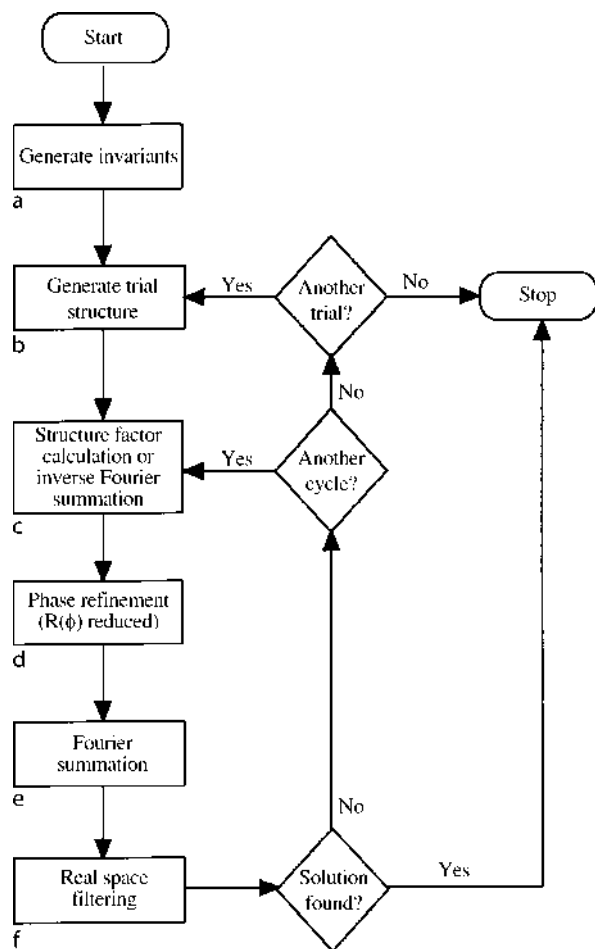 Start
Generate invariants
a
Generate trial
structure
b
Yes
Another
trial?
No
Stop
No
Structure factor
calculation or
inverse Fourier
summation
c
Yes
Another
cycle?
Phase refinement
(R(ϕ) reduced)
d
Fourier
summation
e
No
Real space
filtering
f
Solution
found?
Yes